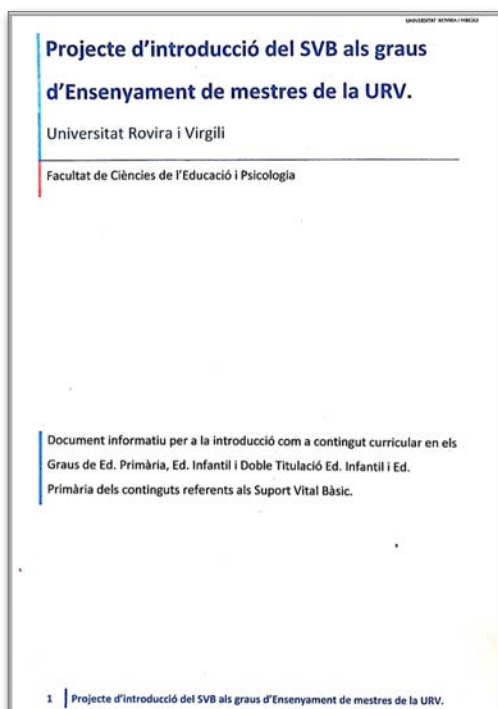 UNIVERSITAT ROVIRA I VIRGILI
Projecte d'introducció del SVB als graus
d'Ensenyament de mestres de la URV.
Universitat Rovira i Virgili
Facultat de Ciències de l'Educació i Psicologia
Document informatiu per a la introducció com a contingut curricular en els
Graus de Ed. Primària, Ed. Infantil i Doble Titulació Ed. Infantil i Ed.
Primària dels continguts referents als Suport Vital Bàsic.
1 Projecte d'introducció del SVB als graus d'Ensenyament de mestres de la URV.